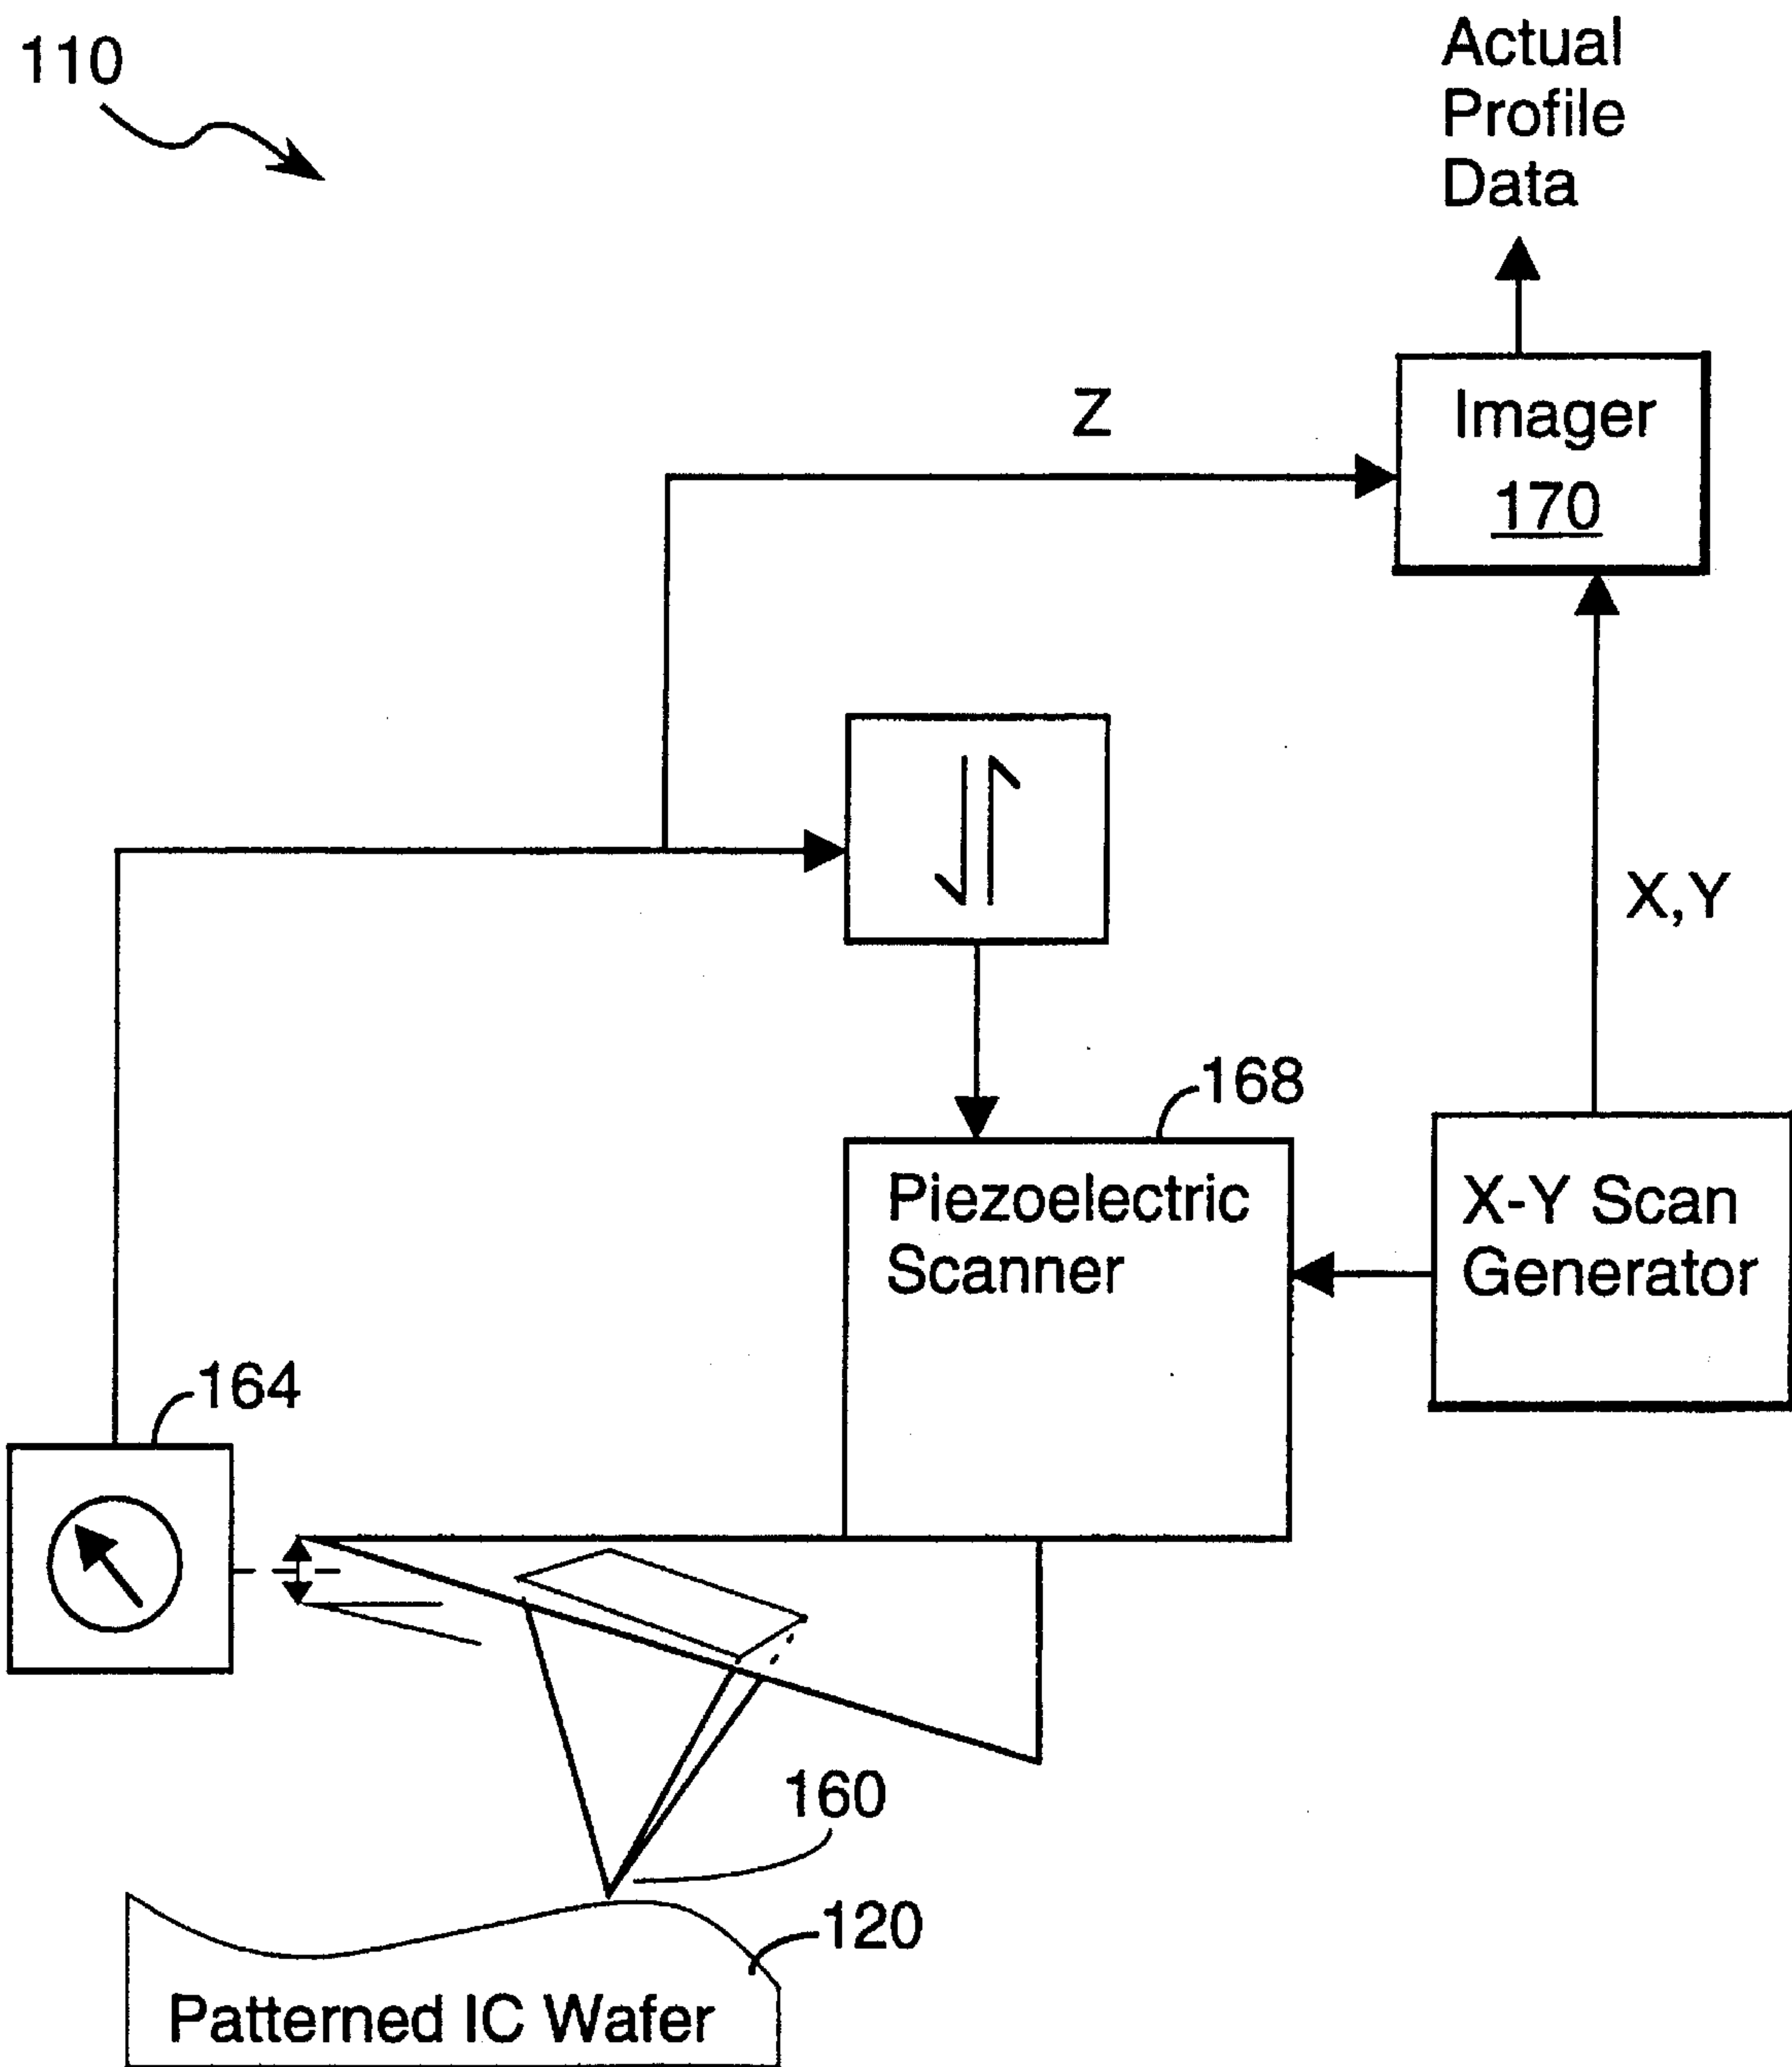 110
Actual
Profile
Data
Z
Imager
170
X,Y
168
Piezoelectric
Scanner
X-Y Scan
Generator
164
160
120
Patterned IC Wafer